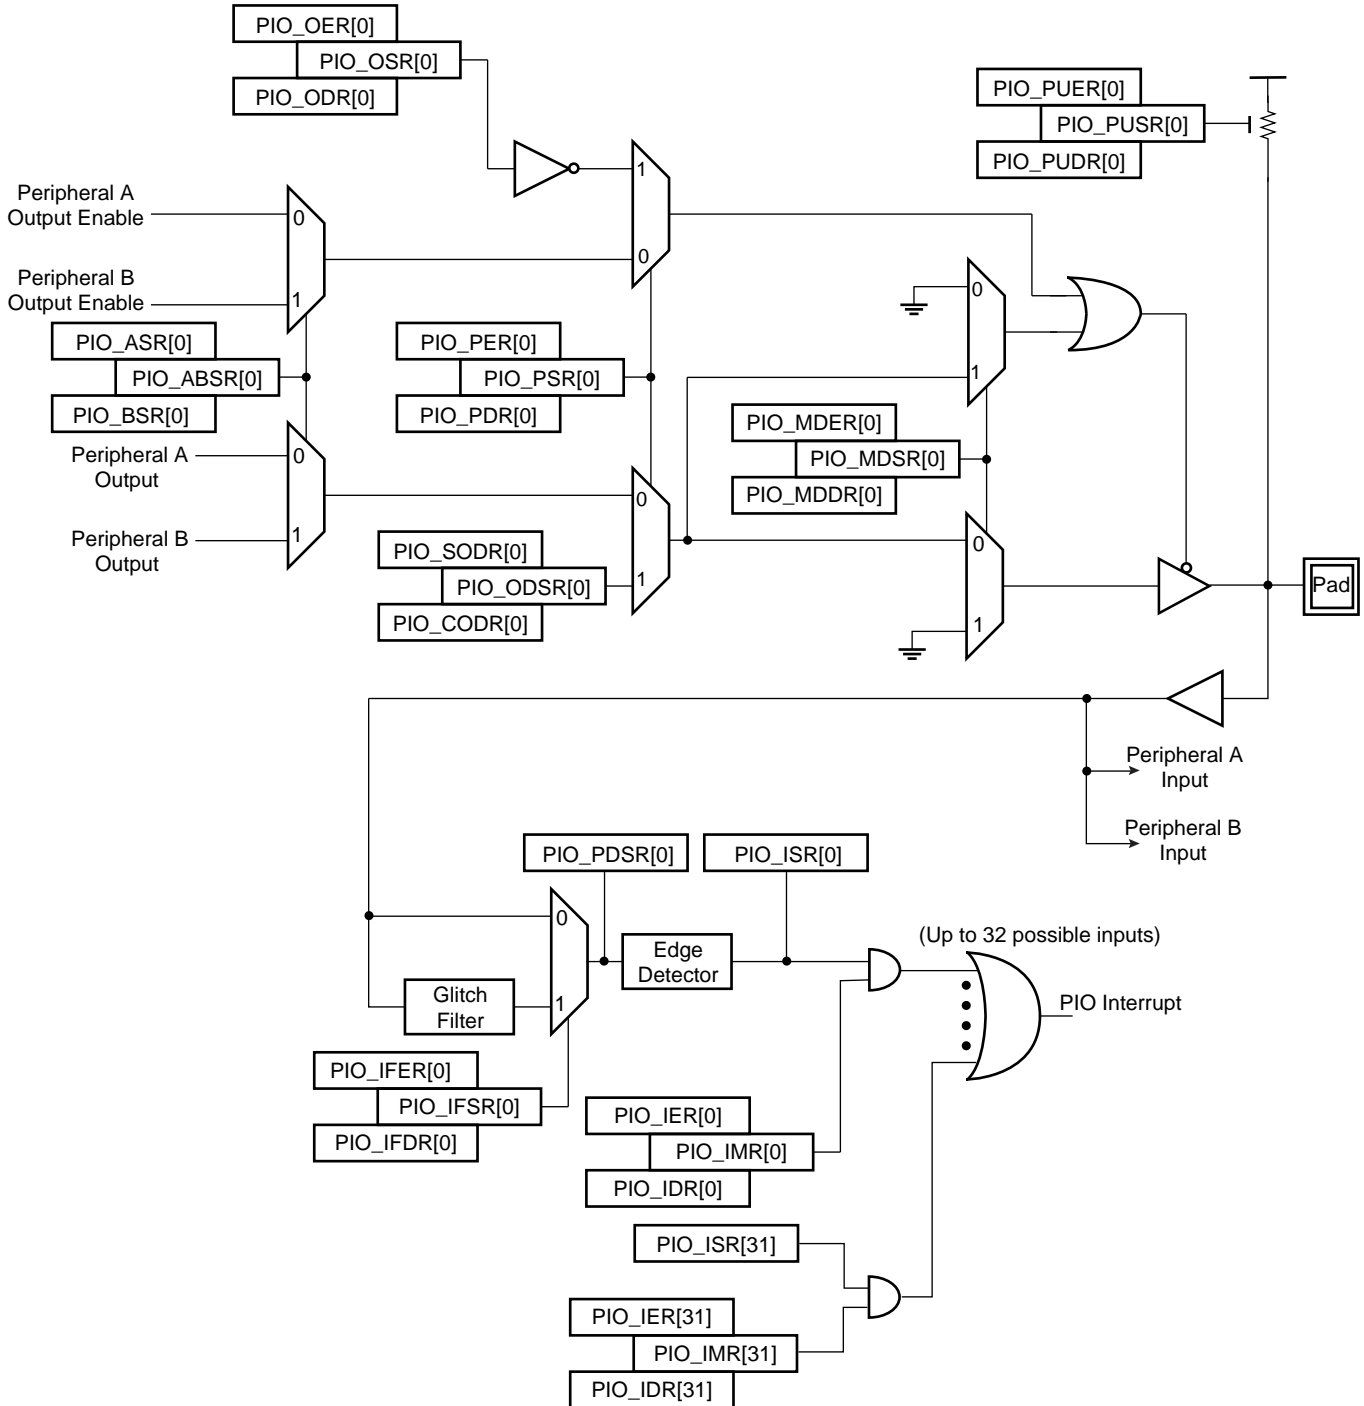 PIO_OER[0]
PIO_OSR[0]
PIO_ODR[0]
PIO_PUER[0]
PIO_PUSR[0]
PIO_PUDR[0]
1
0
Peripheral A
Output Enable
0
Peripheral B
Output Enable
1
0
1
PIO_ASR[0]
PIO_ABSR[0]
PIO_BSR[0]
PIO_PER[0]
PIO_PSR[0]
PIO_PDR[0]
PIO_MDER[0]
PIO_MDSR[0]
PIO_MDDR[0]
Peripheral A
Output
0
Peripheral B
Output
1
0
1
PIO_SODR[0]
PIO_ODSR[0]
PIO_CODR[0]
0
1
Pad
Peripheral A
Input
Peripheral B
Input
PIO_PDSR[0]
PIO_ISR[0]
0
1
Edge
Detector
Glitch
Filter
(Up to 32 possible inputs)
PIO Interrupt
PIO_IFER[0]
PIO_IFSR[0]
PIO_IFDR[0]
PIO_IER[0]
PIO_IMR[0]
PIO_IDR[0]
PIO_ISR[31]
PIO_IER[31]
PIO_IMR[31]
PIO_IDR[31]